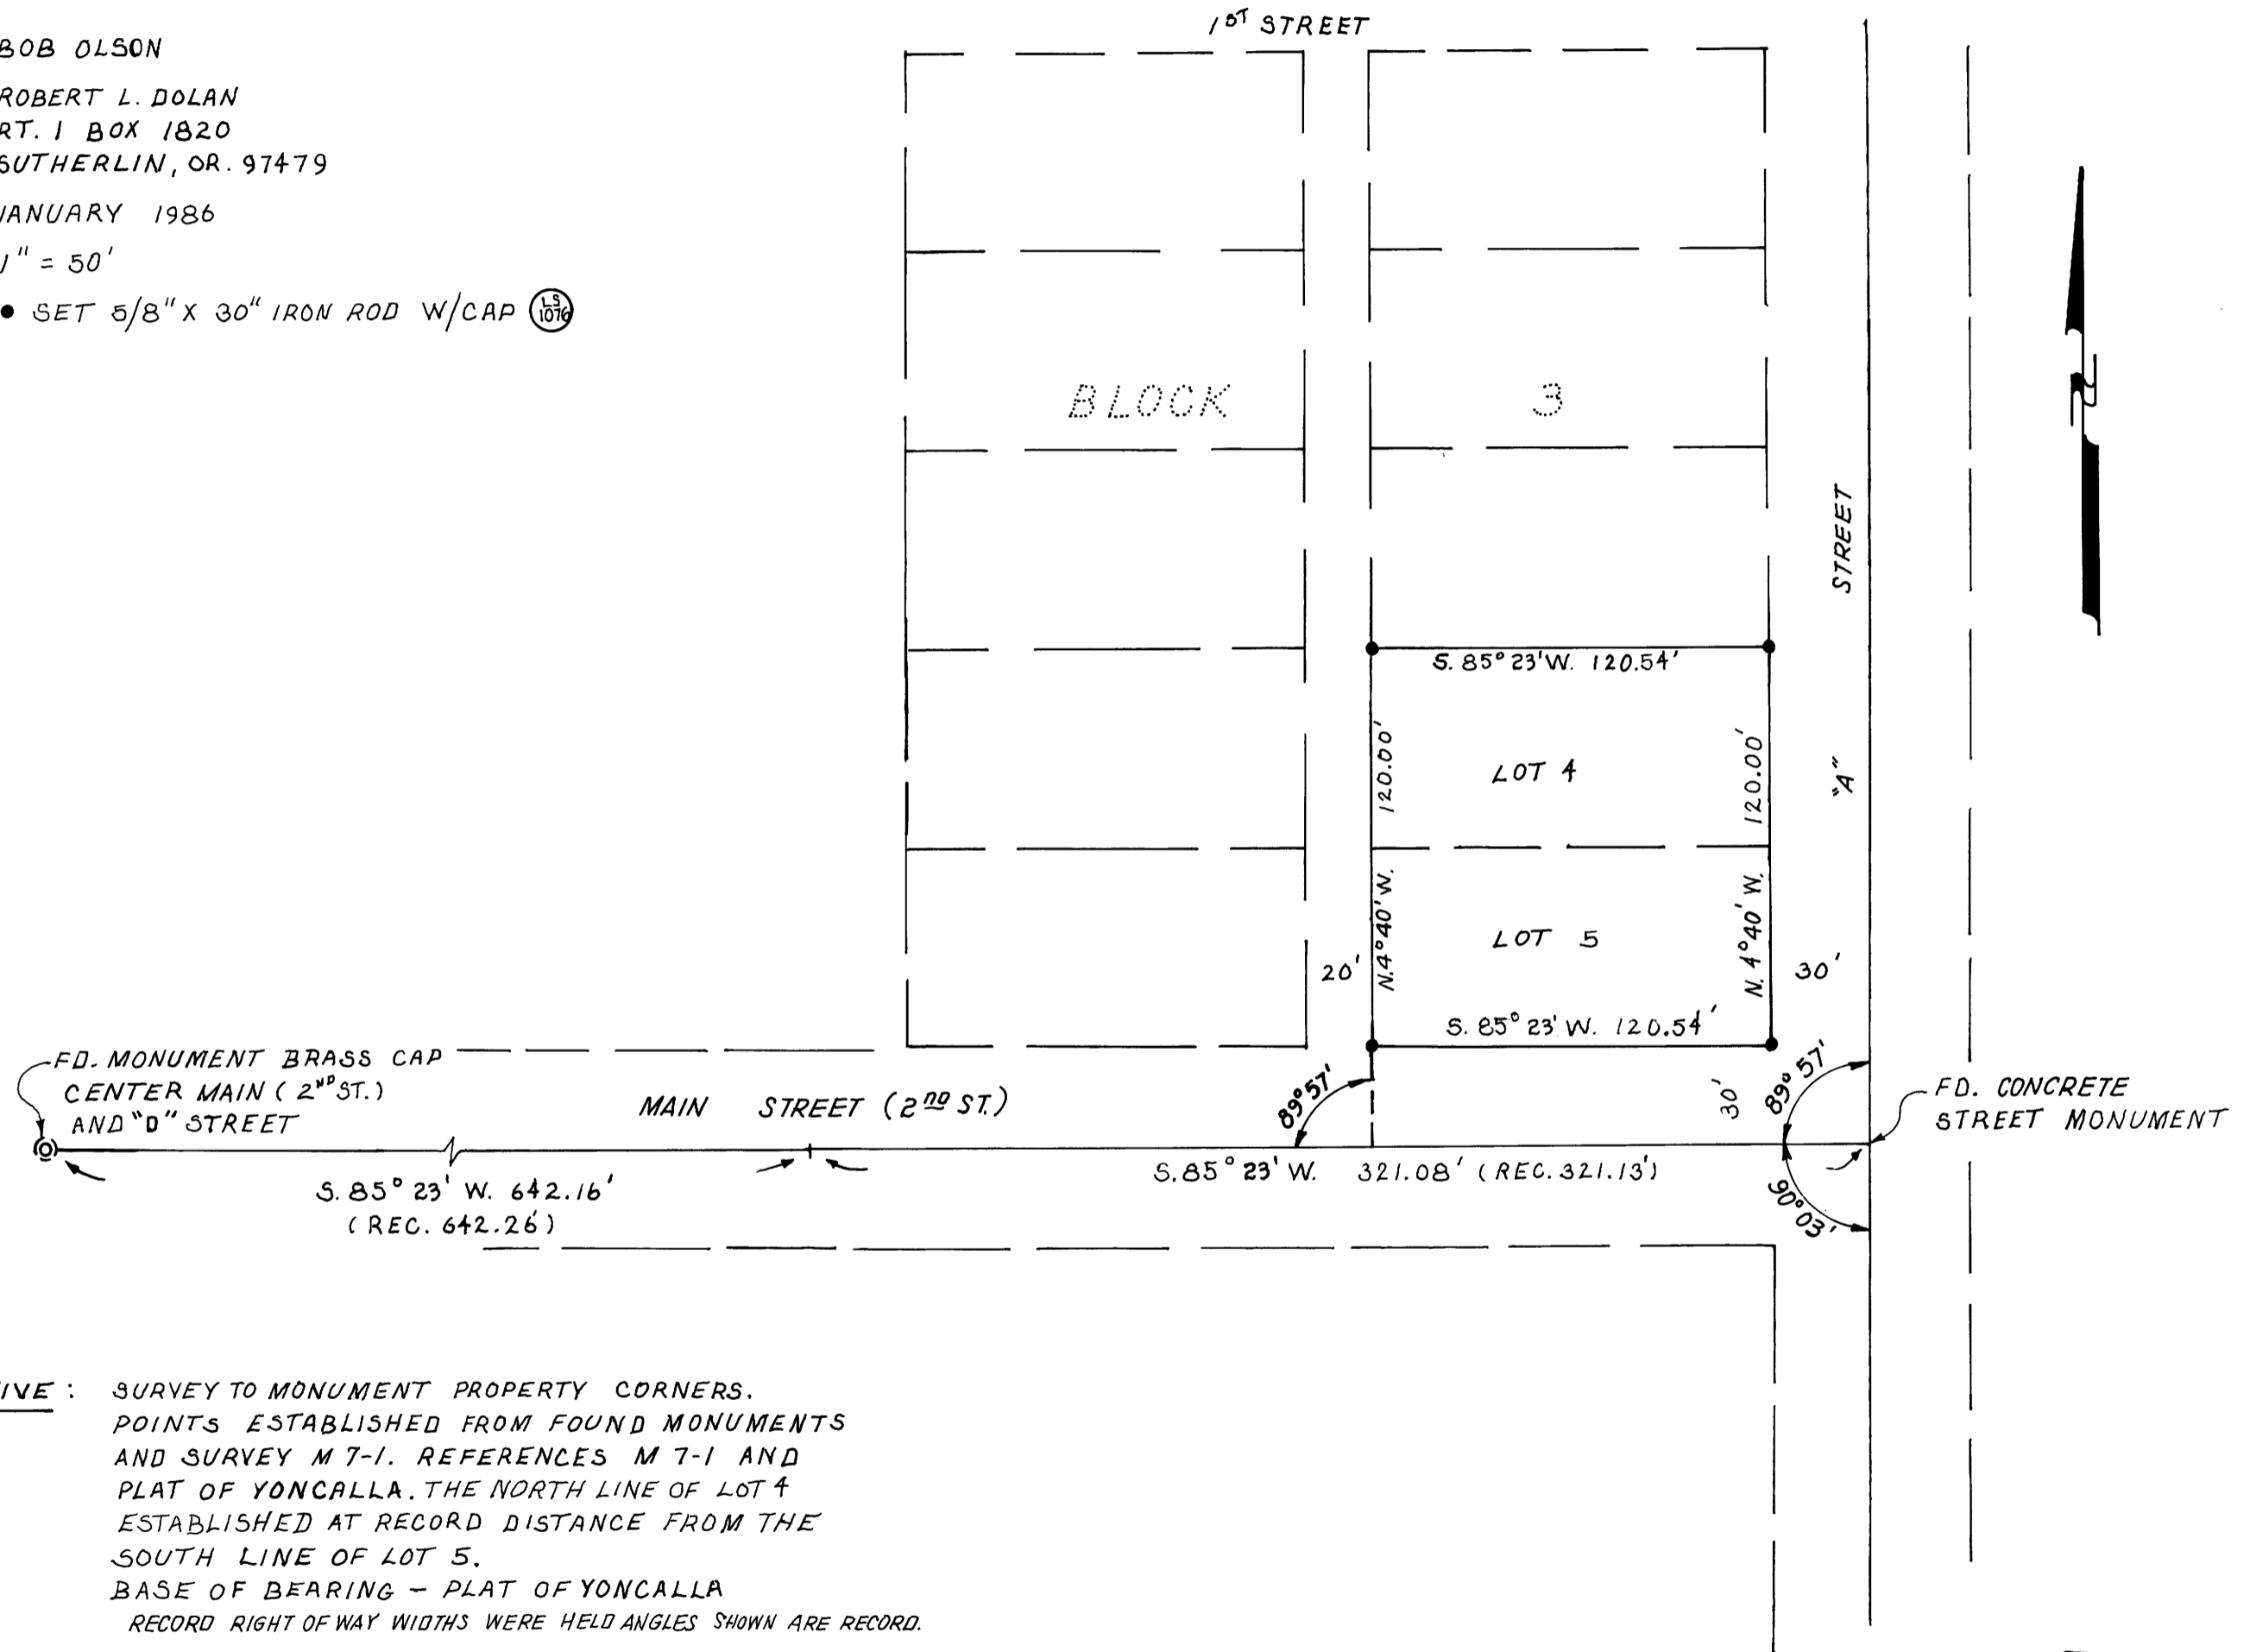 1ST STREET
BOB OLSON
ROBERT L. DOLAN
RT. 1 BOX 1820
SUTHERLIN, OR. 97479
JANUARY 1986
1" = 50'
● SET 5/8" X 30" IRON ROD W/CAP LS 1076
BLOCK 3
STREET
"A"
S. 85° 23' W. 120.54'
120.00'
LOT 4
120.00'
N. 4° 40' W.
LOT 5
N. 4° 40' W.
20'
30'
S. 85° 23' W. 120.54'
FD. MONUMENT BRASS CAP
CENTER MAIN (2ND ST.)
AND "D" STREET
MAIN STREET (2ND ST.)
89° 57'
30'
89° 57'
FD. CONCRETE
STREET MONUMENT
S. 85° 23' W. 642.16'
(REC. 642.26')
S. 85° 23' W. 321.08' (REC. 321.13')
90° 03'
IVE : SURVEY TO MONUMENT PROPERTY CORNERS.
POINTS ESTABLISHED FROM FOUND MONUMENTS
AND SURVEY M 7-1. REFERENCES M 7-1 AND
PLAT OF YONCALLA. THE NORTH LINE OF LOT 4
ESTABLISHED AT RECORD DISTANCE FROM THE
SOUTH LINE OF LOT 5.
BASE OF BEARING - PLAT OF YONCALLA
RECORD RIGHT OF WAY WIDTHS WERE HELD ANGLES SHOWN ARE RECORD.